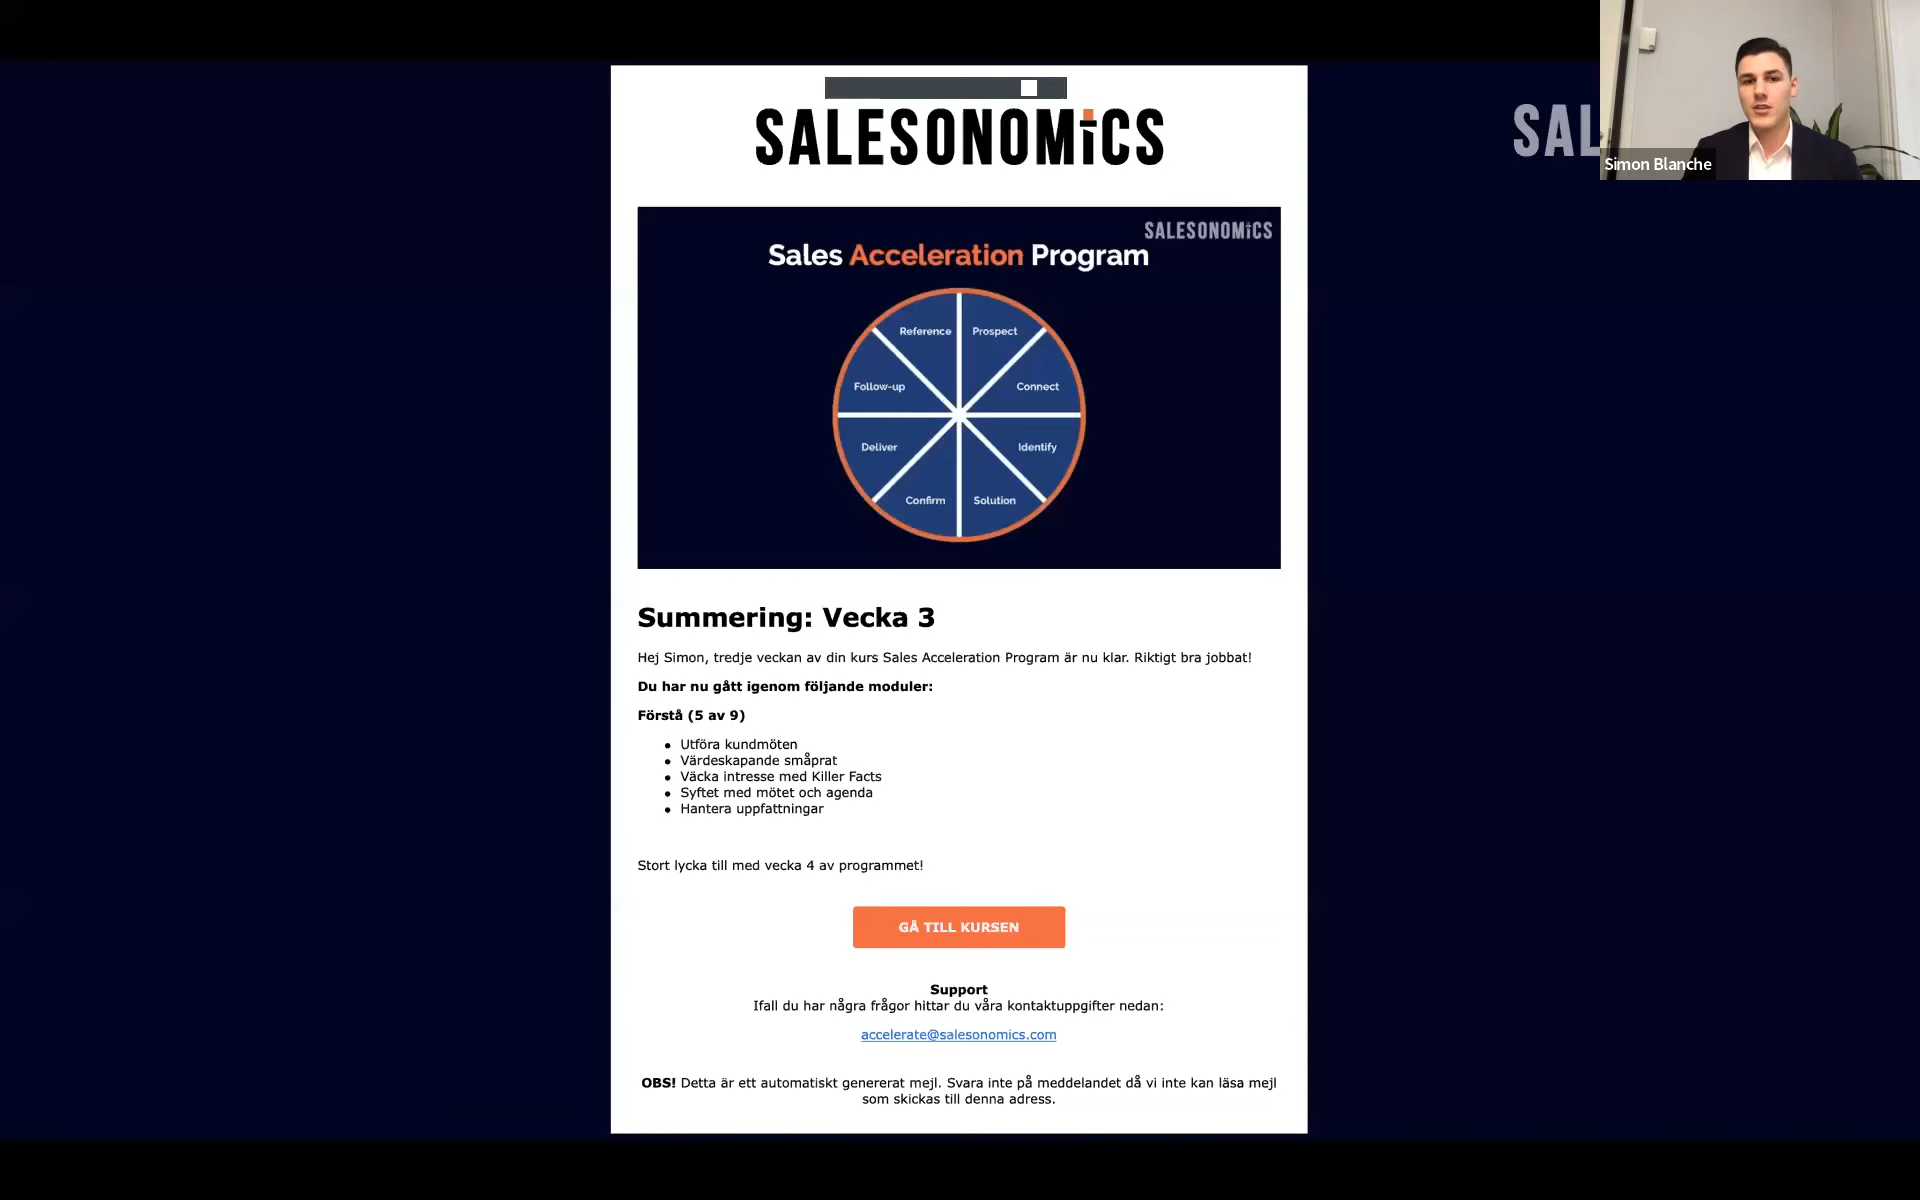 SALESONOMiCS
SAL
Simon Blanche
SALESONOMiCS
Sales Acceleration Program
Reference
Prospect
Follow-up
Connect
Deliver
Identify
Confirm
Solution
Summering: Vecka 3
Hej Simon, tredje veckan av din kurs Sales Acceleration Program är nu klar. Riktigt bra jobbat!
Du har nu gått igenom följande moduler:
Förstå (5 av 9)
• Utföra kundmöten
• Värdeskapande småprat
• Väcka intresse med Killer Facts
• Syftet med mötet och agenda
• Hantera uppfattningar
Stort lycka till med vecka 4 av programmet!
GÅ TILL KURSEN
Support
Ifall du har några frågor hittar du våra kontaktuppgifter nedan:
accelerate@salesonomics.com
OBS! Detta är ett automatiskt genererat mejl. Svara inte på meddelandet då vi inte kan läsa mejl
som skickas till denna adress.